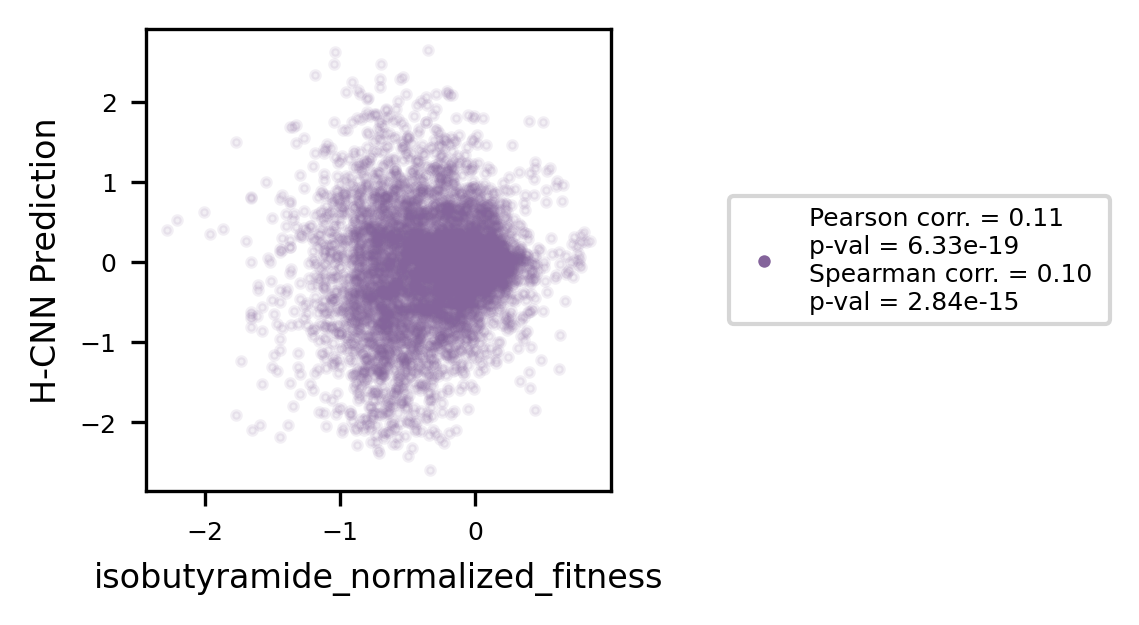 H-CNN Prediction
2
1
0
−1
−2
−2
−1
0
isobutyramide_normalized_fitness
Pearson corr. = 0.11
p-val = 6.33e-19
Spearman corr. = 0.10
p-val = 2.84e-15